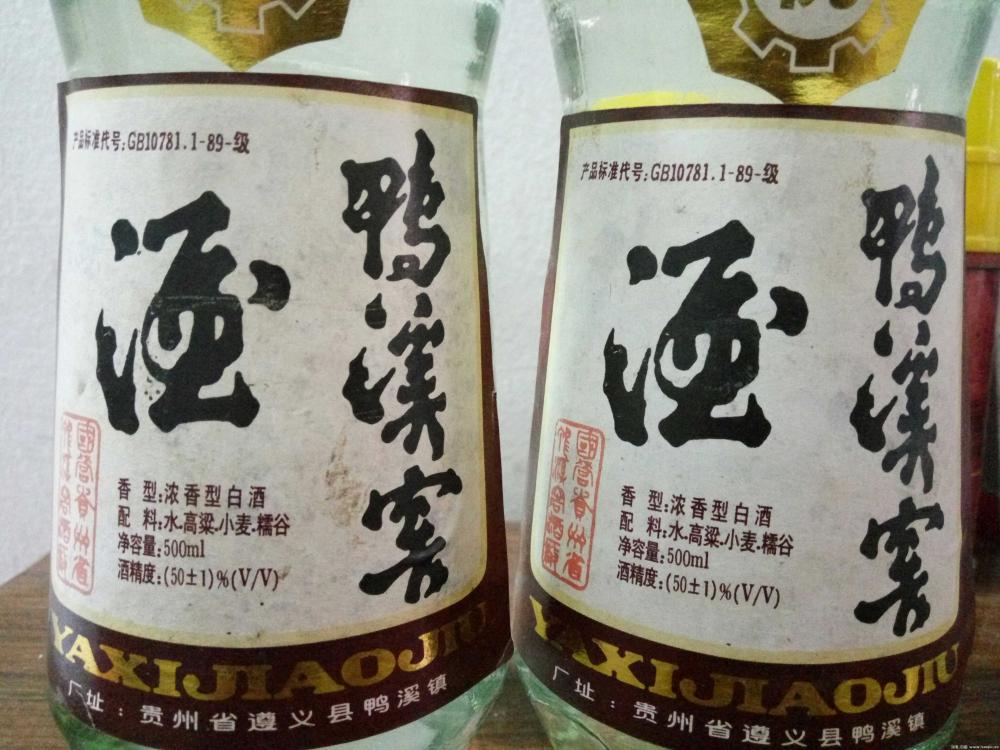 产品标准代号:GB10781.1-89-级
鸭溪窖
酒
香 型:浓香型白酒
配 料:水.高粱.小麦.糯谷
净容量:500ml
酒精度:(50±1)%(V/V)
YAXIJIAOJIU
厂址:贵州省遵义县鸭溪镇
产品标准代号:GB10781.1-89-级
鸭溪窖
酒
香 型:浓香型白酒
配 料:水.高粱.小麦.糯谷
净容量:500ml
酒精度:(50±1)%(V/V)
YAXIJIAOJIU
厂址:贵州省遵义县鸭溪镇